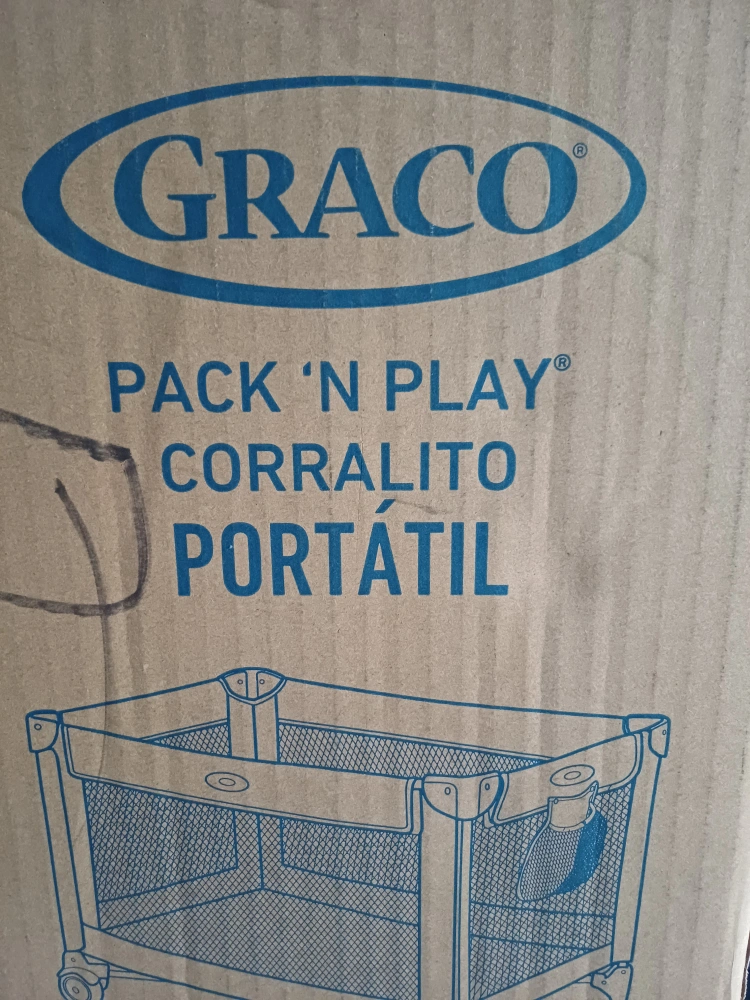 GRACO®
PACK 'N PLAY®
CORRALITO
PORTÁTIL